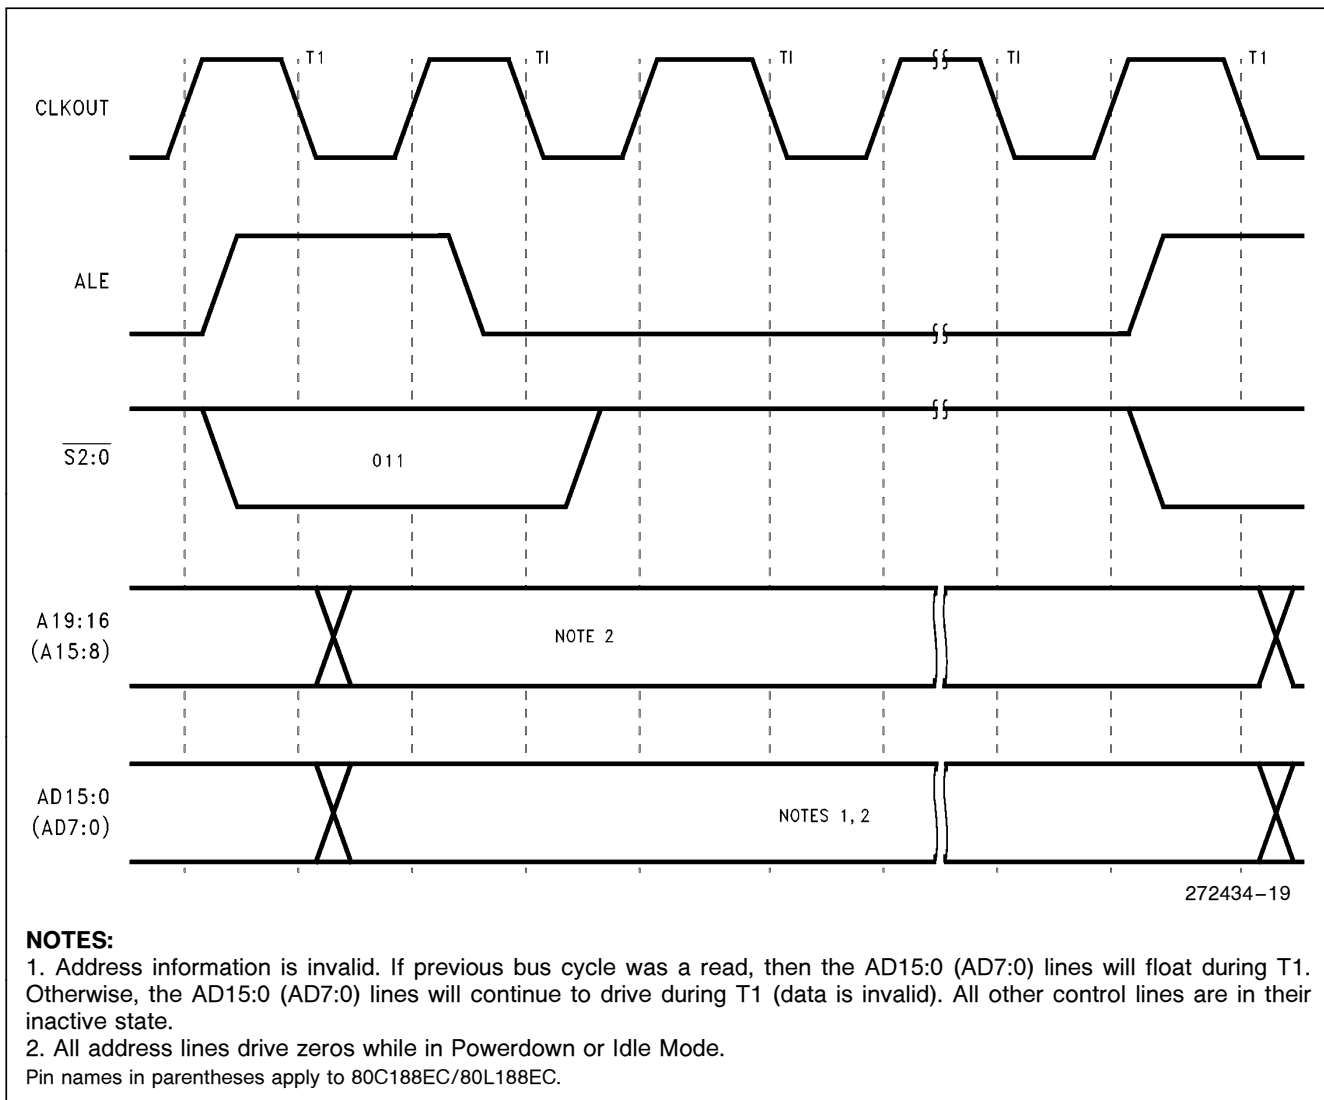 T1 TI TI TI T1
CLKOUT
ALE
S2:0
011
A19:16
(A15:8)
NOTE 2
AD15:0
(AD7:0)
NOTES 1,2
272434–19
NOTES:
1. Address information is invalid. If previous bus cycle was a read, then the AD15:0 (AD7:0) lines will float during T1.
Otherwise, the AD15:0 (AD7:0) lines will continue to drive during T1 (data is invalid). All other control lines are in their
inactive state.
2. All address lines drive zeros while in Powerdown or Idle Mode.
Pin names in parentheses apply to 80C188EC/80L188EC.